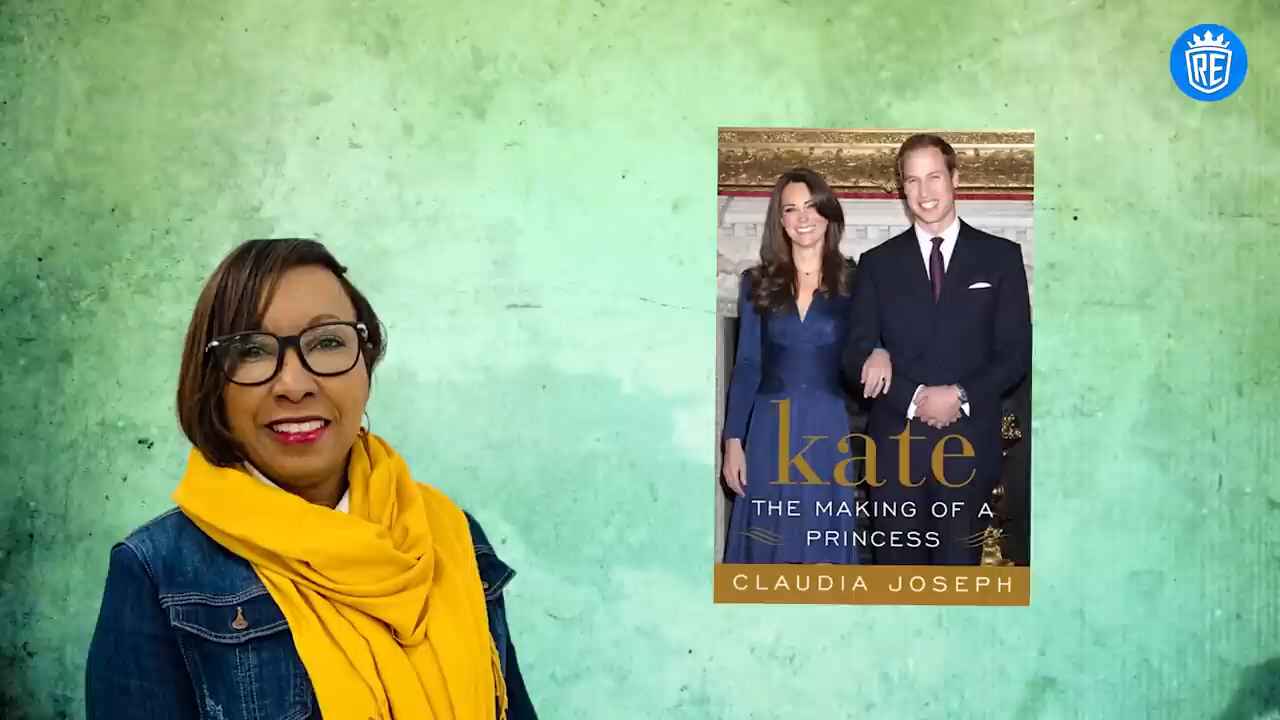 RE
kate
THE MAKING OF A
PRINCESS
CLAUDIA JOSEPH